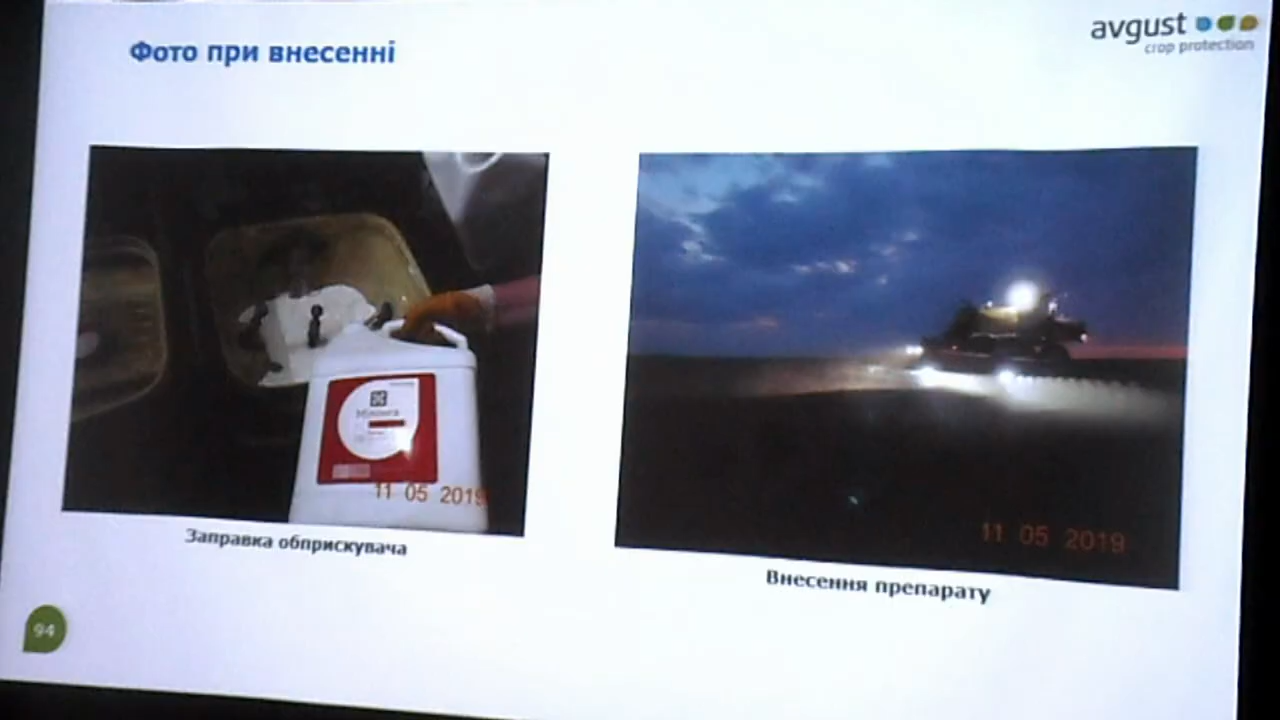 Фото при внесенні
avgust
crop protection
11 05 2019
11 05 2019
Заправка обприскувача
Внесення препарату
94